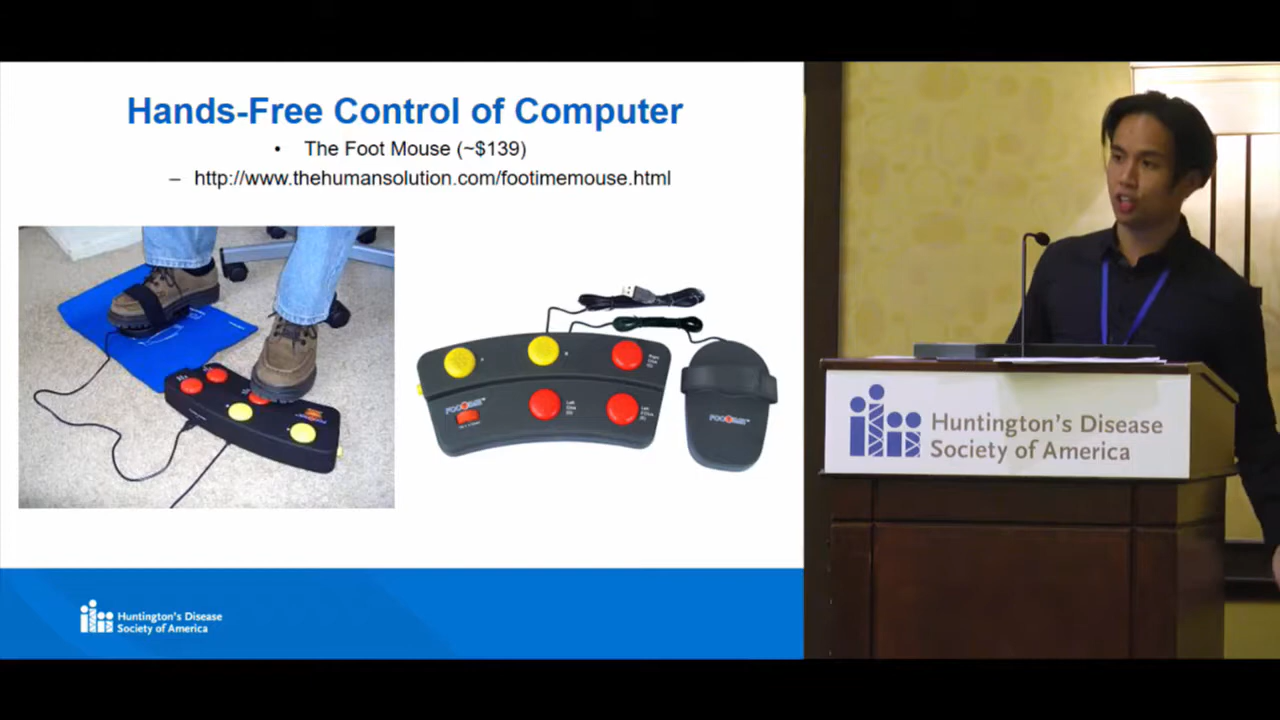 Hands-Free Control of Computer
• The Foot Mouse (~$139)
– http://www.thehumansolution.com/footimemouse.html
Huntington's Disease
Society of America
Huntington's Disease
Society of America